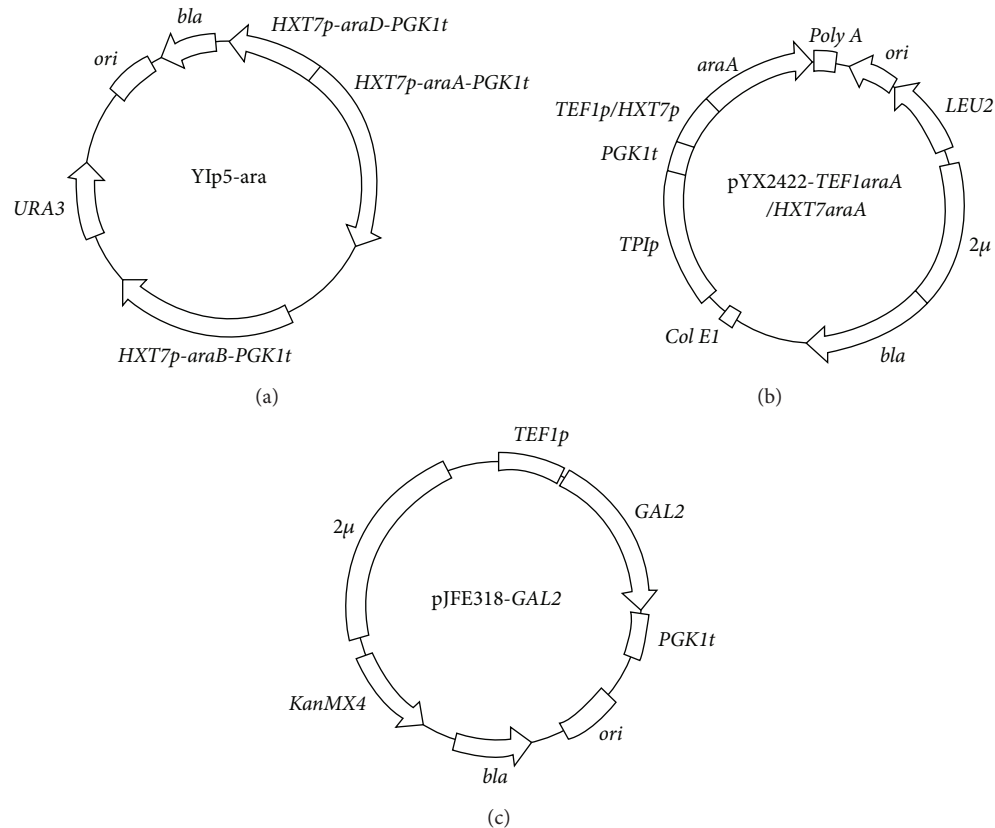 bla
HXT7p-araD-PGK1t
ori
HXT7p-araA-PGK1t
YIp5-ara
URA3
HXT7p-araB-PGK1t
(a)
Poly A
araA
ori
TEF1p/HXT7p
LEU2
PGK1t
pYX2422-TEF1araA
/HXT7araA
TPIp
2μ
Col E1
bla
(b)
TEF1p
2μ
GAL2
pJFE318-GAL2
PGK1t
KanMX4
ori
bla
(c)